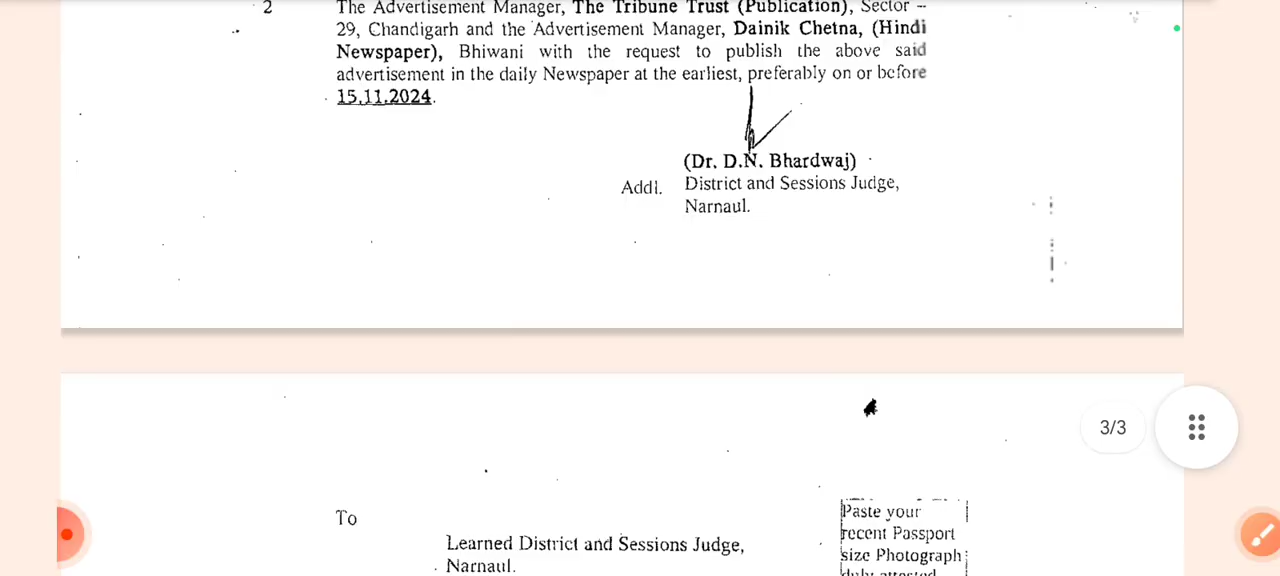 2 The Advertisement Manager, The Tribune Trust (Publication), Sector –
29, Chandigarh and the Advertisement Manager, Dainik Chetna, (Hindi
Newspaper), Bhiwani with the request to publish the above said
advertisement in the daily Newspaper at the earliest, preferably on or before
15.11.2024.
(Dr. D.N. Bhardwaj)
Addl. District and Sessions Judge,
Narnaul.
3/3
To
Learned District and Sessions Judge,
Narnaul.
Paste your
recent Passport
size Photograph
duly attested